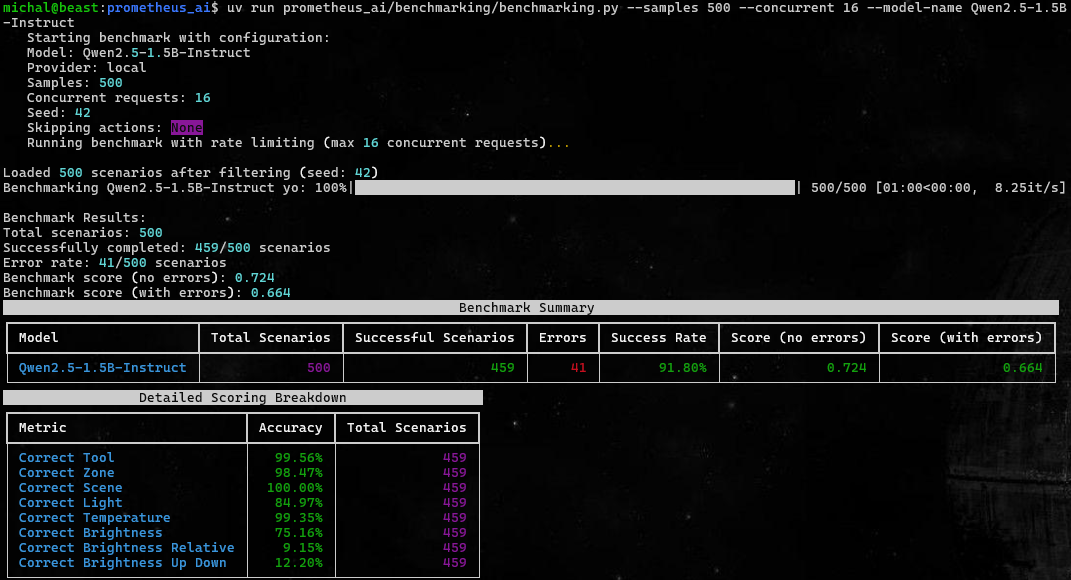 michal@beast:prometheus_ai$ uv run prometheus_ai/benchmarking/benchmarking.py --samples 500 --concurrent 16 --model-name Qwen2.5-1.5B
-Instruct
Starting benchmark with configuration:
Model: Qwen2.5-1.5B-Instruct
Provider: local
Samples: 500
Concurrent requests: 16
Seed: 42
Skipping actions: None
Running benchmark with rate limiting (max 16 concurrent requests)...
Loaded 500 scenarios after filtering (seed: 42)
Benchmarking Qwen2.5-1.5B-Instruct yo: 100%| | 500/500 [01:00<00:00,  8.25it/s]
Benchmark Results:
Total scenarios: 500
Successfully completed: 459/500 scenarios
Error rate: 41/500 scenarios
Benchmark score (no errors): 0.724
Benchmark score (with errors): 0.664
Benchmark Summary
Model Total Scenarios Successful Scenarios Errors Success Rate Score (no errors) Score (with errors)
Qwen2.5-1.5B-Instruct 500 459 41 91.80% 0.724 0.664
Detailed Scoring Breakdown
Metric Accuracy Total Scenarios
Correct Tool 99.56% 459
Correct Zone 98.47% 459
Correct Scene 100.00% 459
Correct Light 84.97% 459
Correct Temperature 99.35% 459
Correct Brightness 75.16% 459
Correct Brightness Relative 9.15% 459
Correct Brightness Up Down 12.20% 459